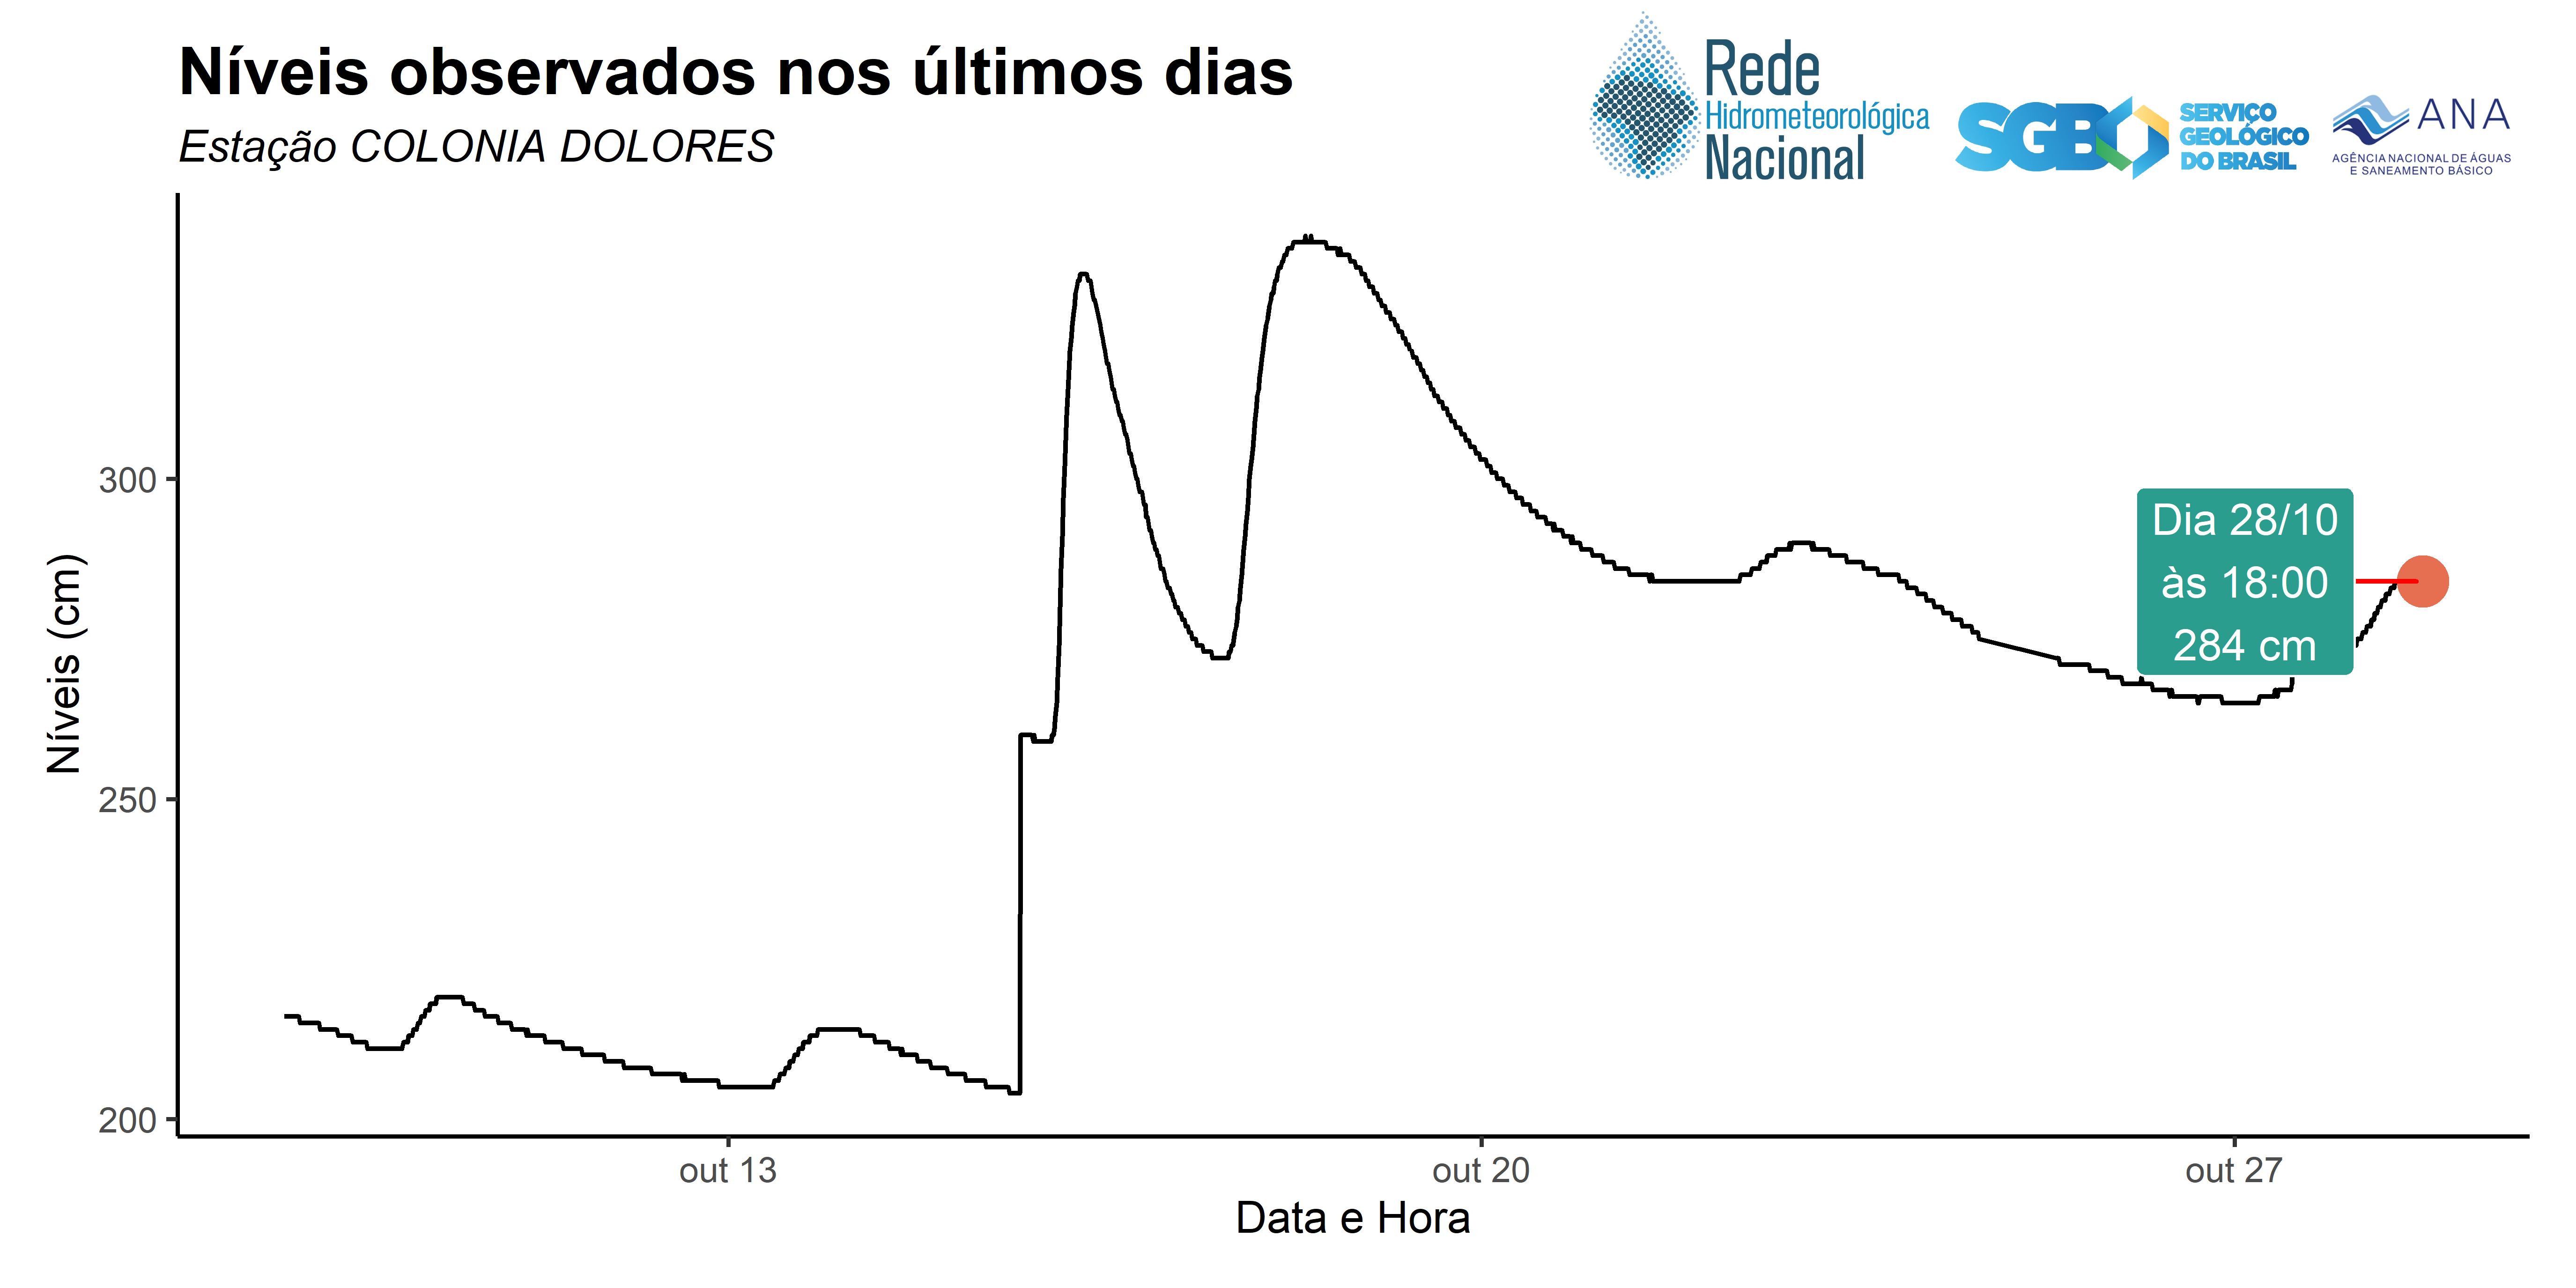 Níveis observados nos últimos dias
Estação COLONIA DOLORES
Rede
Hidrometeorológica
Nacional
SGB
SERVIÇO
GEOLÓGICO
DO BRASIL
ANA
AGÊNCIA NACIONAL DE ÁGUAS
E SANEAMENTO BÁSICO
Níveis (cm)
300
250
200
Dia 28/10
às 18:00
284 cm
out 13
out 20
out 27
Data e Hora